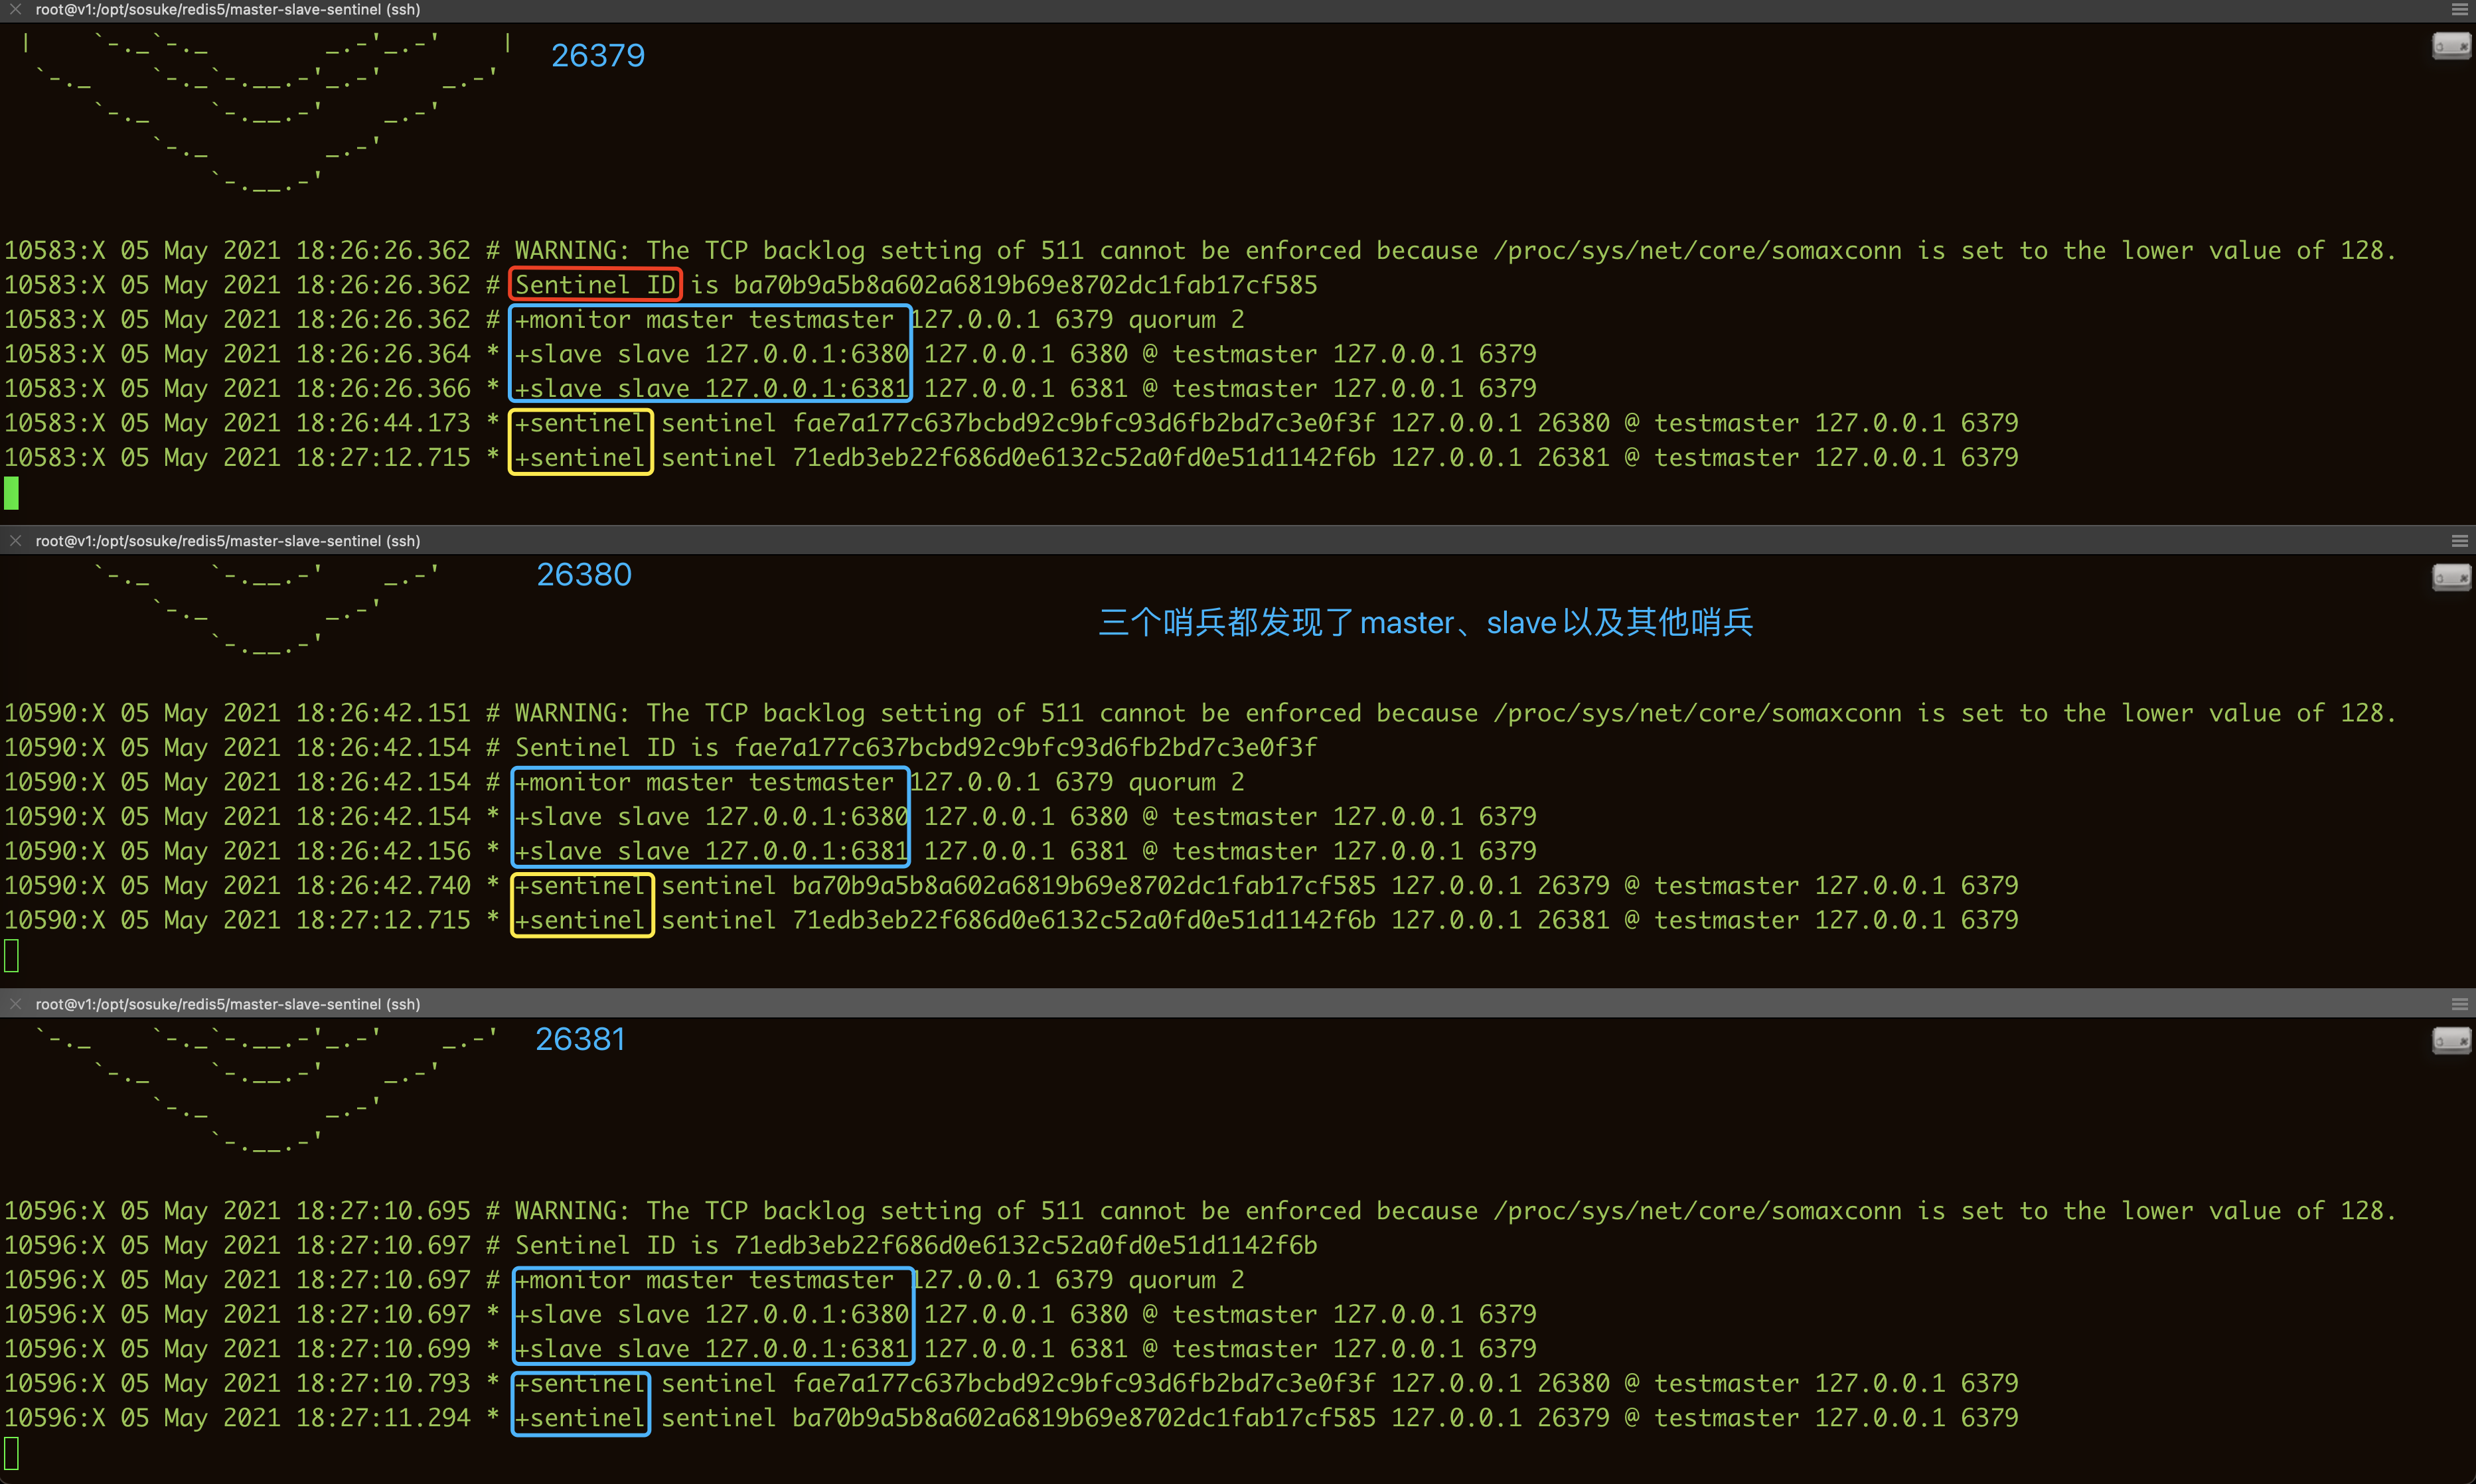 root@v1:/opt/sosuke/redis5/master-slave-sentinel (ssh)
26379
10583:X 05 May 2021 18:26:26.362 # WARNING: The TCP backlog setting of 511 cannot be enforced because /proc/sys/net/core/somaxconn is set to the lower value of 128.
10583:X 05 May 2021 18:26:26.362 # Sentinel ID is ba70b9a5b8a602a6819b69e8702dc1fab17cf585
10583:X 05 May 2021 18:26:26.362 # +monitor master testmaster 127.0.0.1 6379 quorum 2
10583:X 05 May 2021 18:26:26.364 * +slave slave 127.0.0.1:6380 127.0.0.1 6380 @ testmaster 127.0.0.1 6379
10583:X 05 May 2021 18:26:26.366 * +slave slave 127.0.0.1:6381 127.0.0.1 6381 @ testmaster 127.0.0.1 6379
10583:X 05 May 2021 18:26:44.173 * +sentinel sentinel fae7a177c637bcbd92c9bfc93d6fb2bd7c3e0f3f 127.0.0.1 26380 @ testmaster 127.0.0.1 6379
10583:X 05 May 2021 18:27:12.715 * +sentinel sentinel 71edb3eb22f686d0e6132c52a0fd0e51d1142f6b 127.0.0.1 26381 @ testmaster 127.0.0.1 6379
root@v1:/opt/sosuke/redis5/master-slave-sentinel (ssh)
26380
三个哨兵都发现了master、slave以及其他哨兵
10590:X 05 May 2021 18:26:42.151 # WARNING: The TCP backlog setting of 511 cannot be enforced because /proc/sys/net/core/somaxconn is set to the lower value of 128.
10590:X 05 May 2021 18:26:42.154 # Sentinel ID is fae7a177c637bcbd92c9bfc93d6fb2bd7c3e0f3f
10590:X 05 May 2021 18:26:42.154 # +monitor master testmaster 127.0.0.1 6379 quorum 2
10590:X 05 May 2021 18:26:42.154 * +slave slave 127.0.0.1:6380 127.0.0.1 6380 @ testmaster 127.0.0.1 6379
10590:X 05 May 2021 18:26:42.156 * +slave slave 127.0.0.1:6381 127.0.0.1 6381 @ testmaster 127.0.0.1 6379
10590:X 05 May 2021 18:26:42.740 * +sentinel sentinel ba70b9a5b8a602a6819b69e8702dc1fab17cf585 127.0.0.1 26379 @ testmaster 127.0.0.1 6379
10590:X 05 May 2021 18:27:12.715 * +sentinel sentinel 71edb3eb22f686d0e6132c52a0fd0e51d1142f6b 127.0.0.1 26381 @ testmaster 127.0.0.1 6379
root@v1:/opt/sosuke/redis5/master-slave-sentinel (ssh)
26381
10596:X 05 May 2021 18:27:10.695 # WARNING: The TCP backlog setting of 511 cannot be enforced because /proc/sys/net/core/somaxconn is set to the lower value of 128.
10596:X 05 May 2021 18:27:10.697 # Sentinel ID is 71edb3eb22f686d0e6132c52a0fd0e51d1142f6b
10596:X 05 May 2021 18:27:10.697 # +monitor master testmaster 127.0.0.1 6379 quorum 2
10596:X 05 May 2021 18:27:10.697 * +slave slave 127.0.0.1:6380 127.0.0.1 6380 @ testmaster 127.0.0.1 6379
10596:X 05 May 2021 18:27:10.699 * +slave slave 127.0.0.1:6381 127.0.0.1 6381 @ testmaster 127.0.0.1 6379
10596:X 05 May 2021 18:27:10.793 * +sentinel sentinel fae7a177c637bcbd92c9bfc93d6fb2bd7c3e0f3f 127.0.0.1 26380 @ testmaster 127.0.0.1 6379
10596:X 05 May 2021 18:27:11.294 * +sentinel sentinel ba70b9a5b8a602a6819b69e8702dc1fab17cf585 127.0.0.1 26379 @ testmaster 127.0.0.1 6379